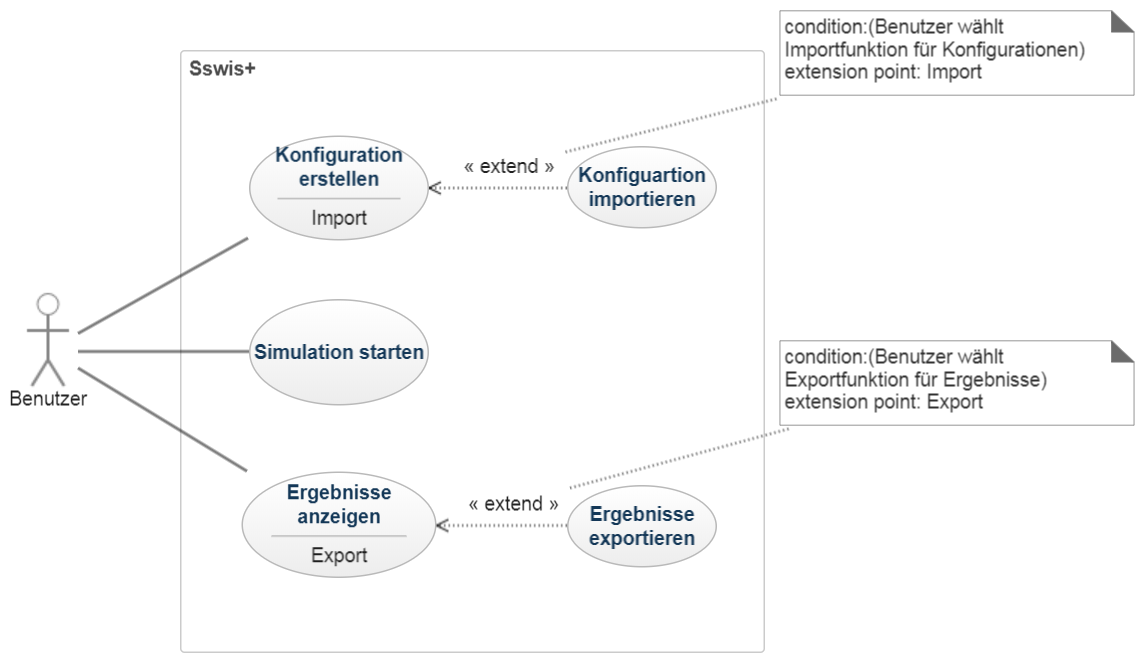 condition:(Benutzer wählt
Importfunktion für Konfigurationen)
extension point: Import
Sswis+
Konfiguration
erstellen
Import
« extend »
Konfiguartion
importieren
Simulation starten
Benutzer
condition:(Benutzer wählt
Exportfunktion für Ergebnisse)
extension point: Export
Ergebnisse
anzeigen
Export
« extend »
Ergebnisse
exportieren